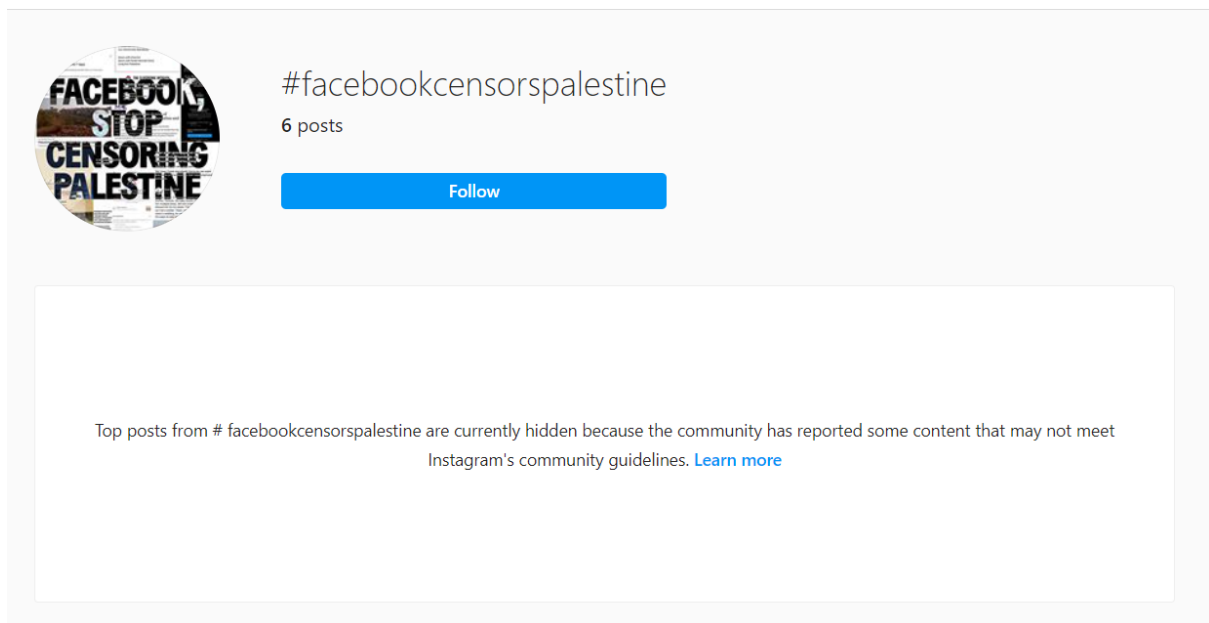 FACEBOOK,
STOP
CENSORING
PALESTINE
#facebookcensorspalestine
6 posts
Follow
Top posts from # facebookcensorspalestine are currently hidden because the community has reported some content that may not meet
Instagram's community guidelines. Learn more